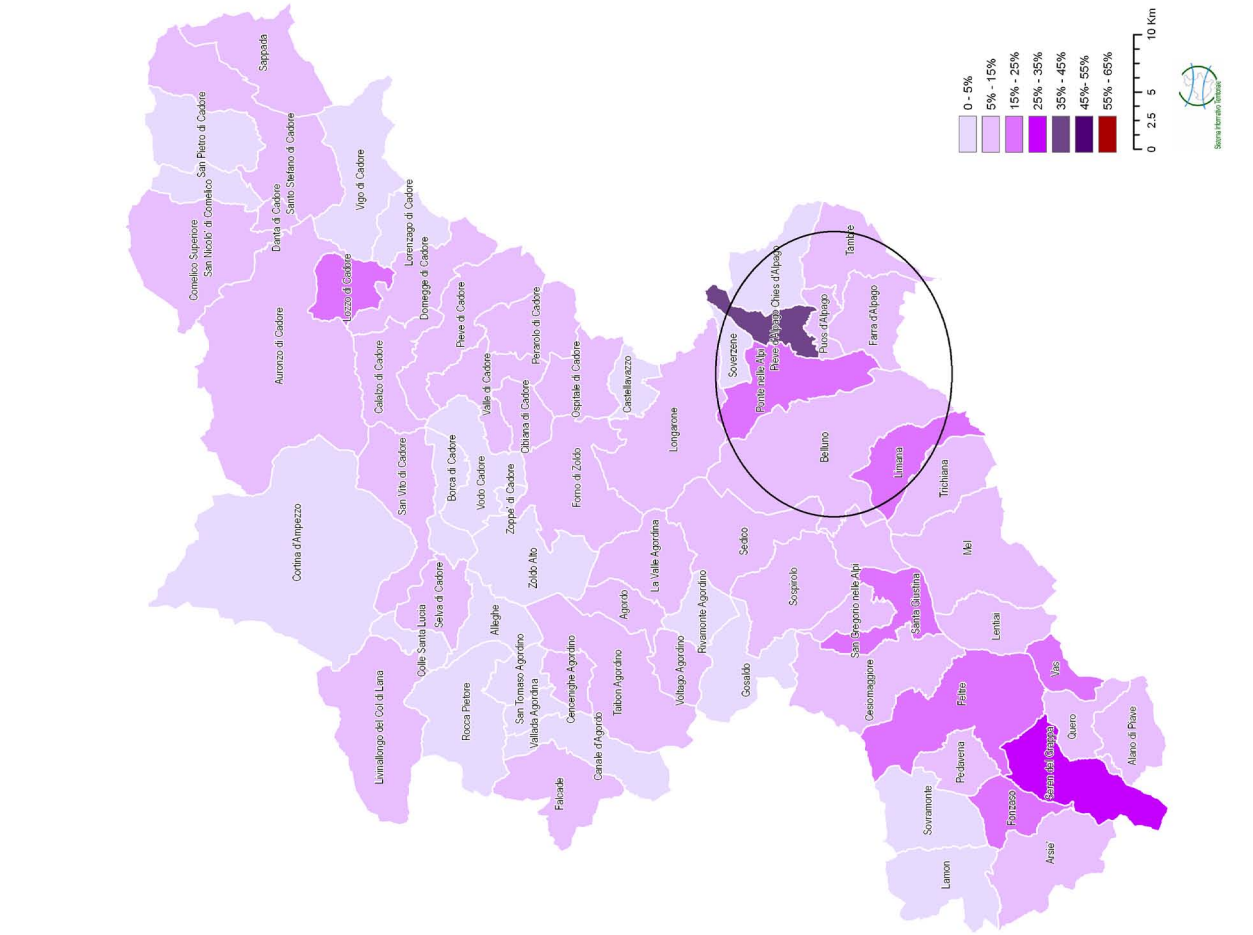 Sappada
San Pietro di Cadore
Santo Stefano di Cadore
Danta di Cadore
San Nicolo' di Comelico
Comelico Superiore
Vigo di Cadore
Lorenzago di Cadore
Domegge di Cadore
Lozzo di Cadore
Auronzo di Cadore
Pieve di Cadore
Calalzo di Cadore
Perarolo di Cadore
Valle di Cadore
Cibiana di Cadore
Ospitale di Cadore
Castellavazzo
San Vito di Cadore
Borca di Cadore
Vodo Cadore
Zoppe' di Cadore
Forno di Zoldo
Longarone
Cortina d'Ampezzo
Zoldo Alto
Selva di Cadore
Colle Santa Lucia
Alleghe
La Valle Agordina
Agordo
Rivamonte Agordino
Voltago Agordino
Gosaldo
Livinallongo del Col di Lana
Rocca Pietore
San Tomaso Agordino
Vallada Agordina
Cencenighe Agordino
Taibon Agordino
Canale d'Agordo
Falcade
Soverzene
Ponte nelle Alpi
Pieve d'Alpago
Chies d'Alpago
Tambre
Puos d'Alpago
Farra d'Alpago
Belluno
Limana
Trichiana
Sedico
Sospirolo
Mel
San Gregorio nelle Alpi
Santa Giustina
Lentiai
Cesiomaggiore
Feltre
Vas
Quero
Alano di Piave
Seren del Grappa
Pedavena
Fonzaso
Sovramonte
Arsie'
Lamon
0 - 5%
5% - 15%
15% - 25%
25% - 35%
35% - 45%
45%- 55%
55% - 65%
0 2.5 5 10 Km
Sistema Informativo Territoriale